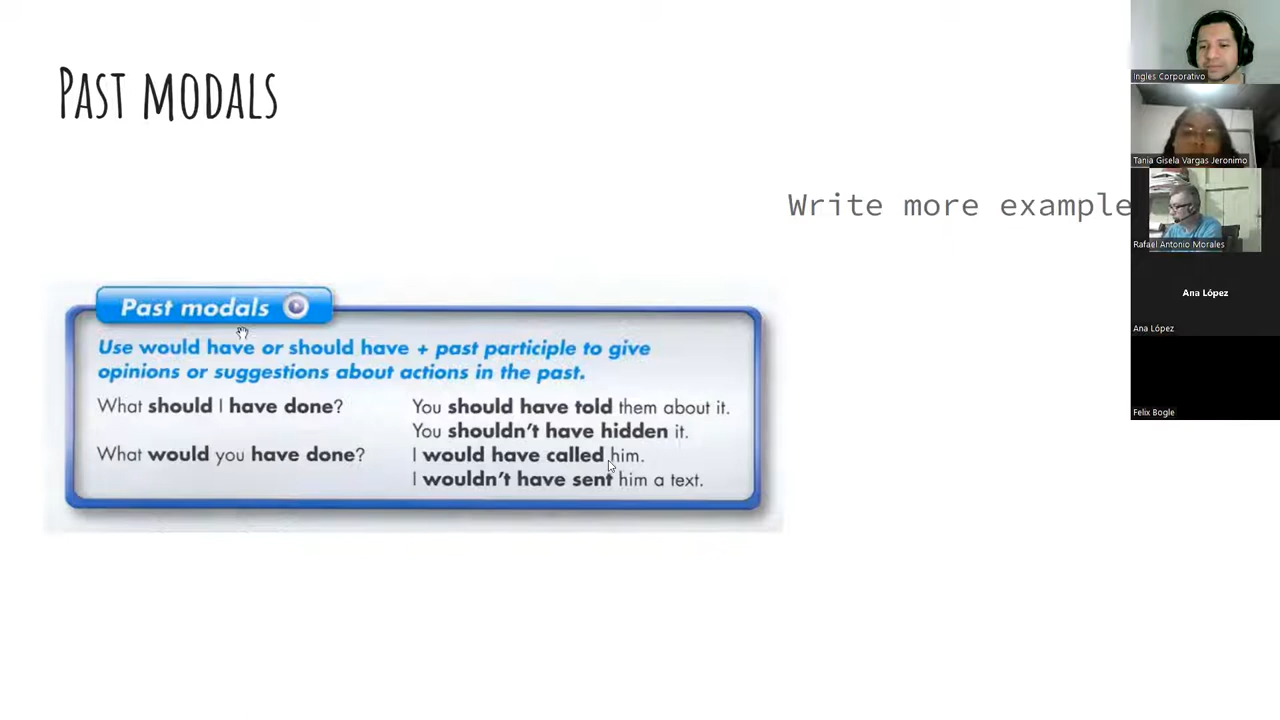 PAST MODALS
Write more example
Past modals
Use would have or should have + past participle to give
opinions or suggestions about actions in the past.
What should I have done?
You should have told them about it.
You shouldn't have hidden it.
What would you have done?
I would have called him.
I wouldn't have sent him a text.
Ingles Corporativo
Tania Gisela Vargas Jeronimo
Rafael Antonio Morales
Ana López
Ana López
Felix Bogle